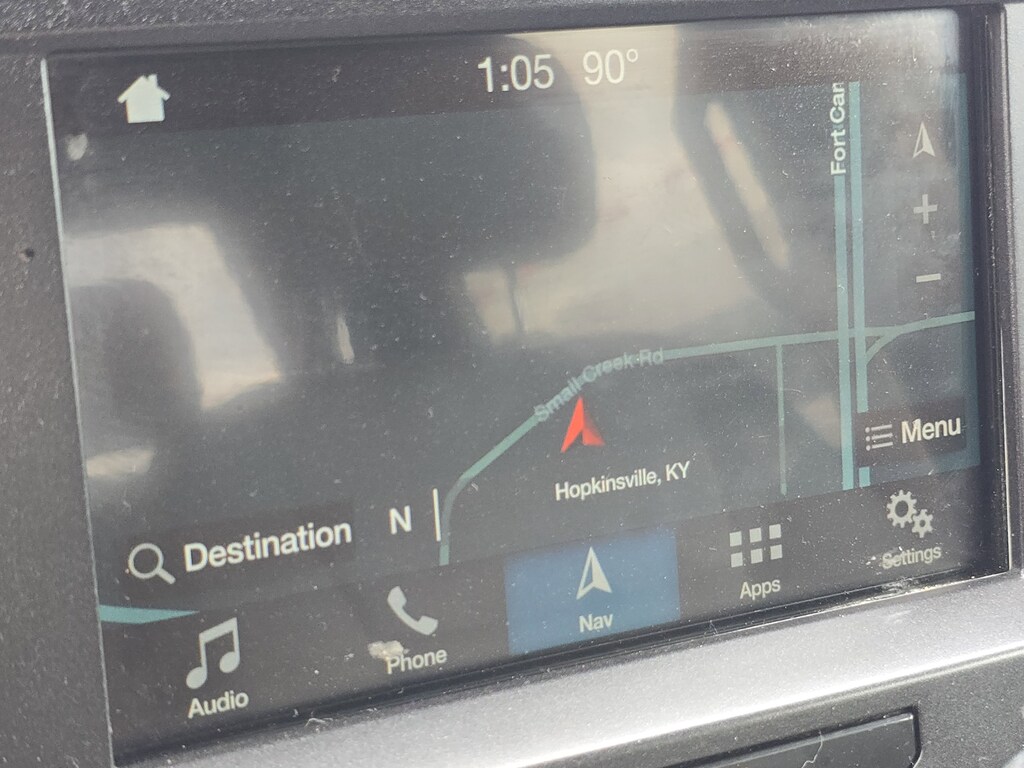 1:05 90°
Fort Car
Small Creek Rd
Hopkinsville, KY
Menu
Destination
N
Audio
Phone
Nav
Apps
Settings